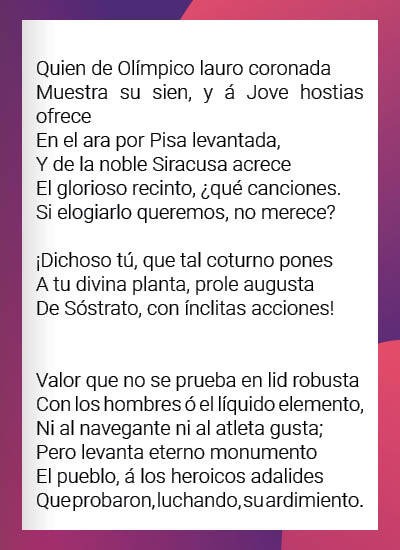 Quien de Olímpico lauro coronada
Muestra su sien, y á Jove hostias
ofrece
En el ara por Pisa levantada,
Y de la noble Siracusa acrece
El glorioso recinto, ¿qué canciones.
Si elogiarlo queremos, no merece?
¡Dichoso tú, que tal coturno pones
A tu divina planta, prole augusta
De Sóstrato, con ínclitas acciones!
Valor que no se prueba en lid robusta
Con los hombres ó el líquido elemento,
Ni al navegante ni al atleta gusta;
Pero levanta eterno monumento
El pueblo, á los heroicos adalides
Que probaron, luchando, su ardimiento.